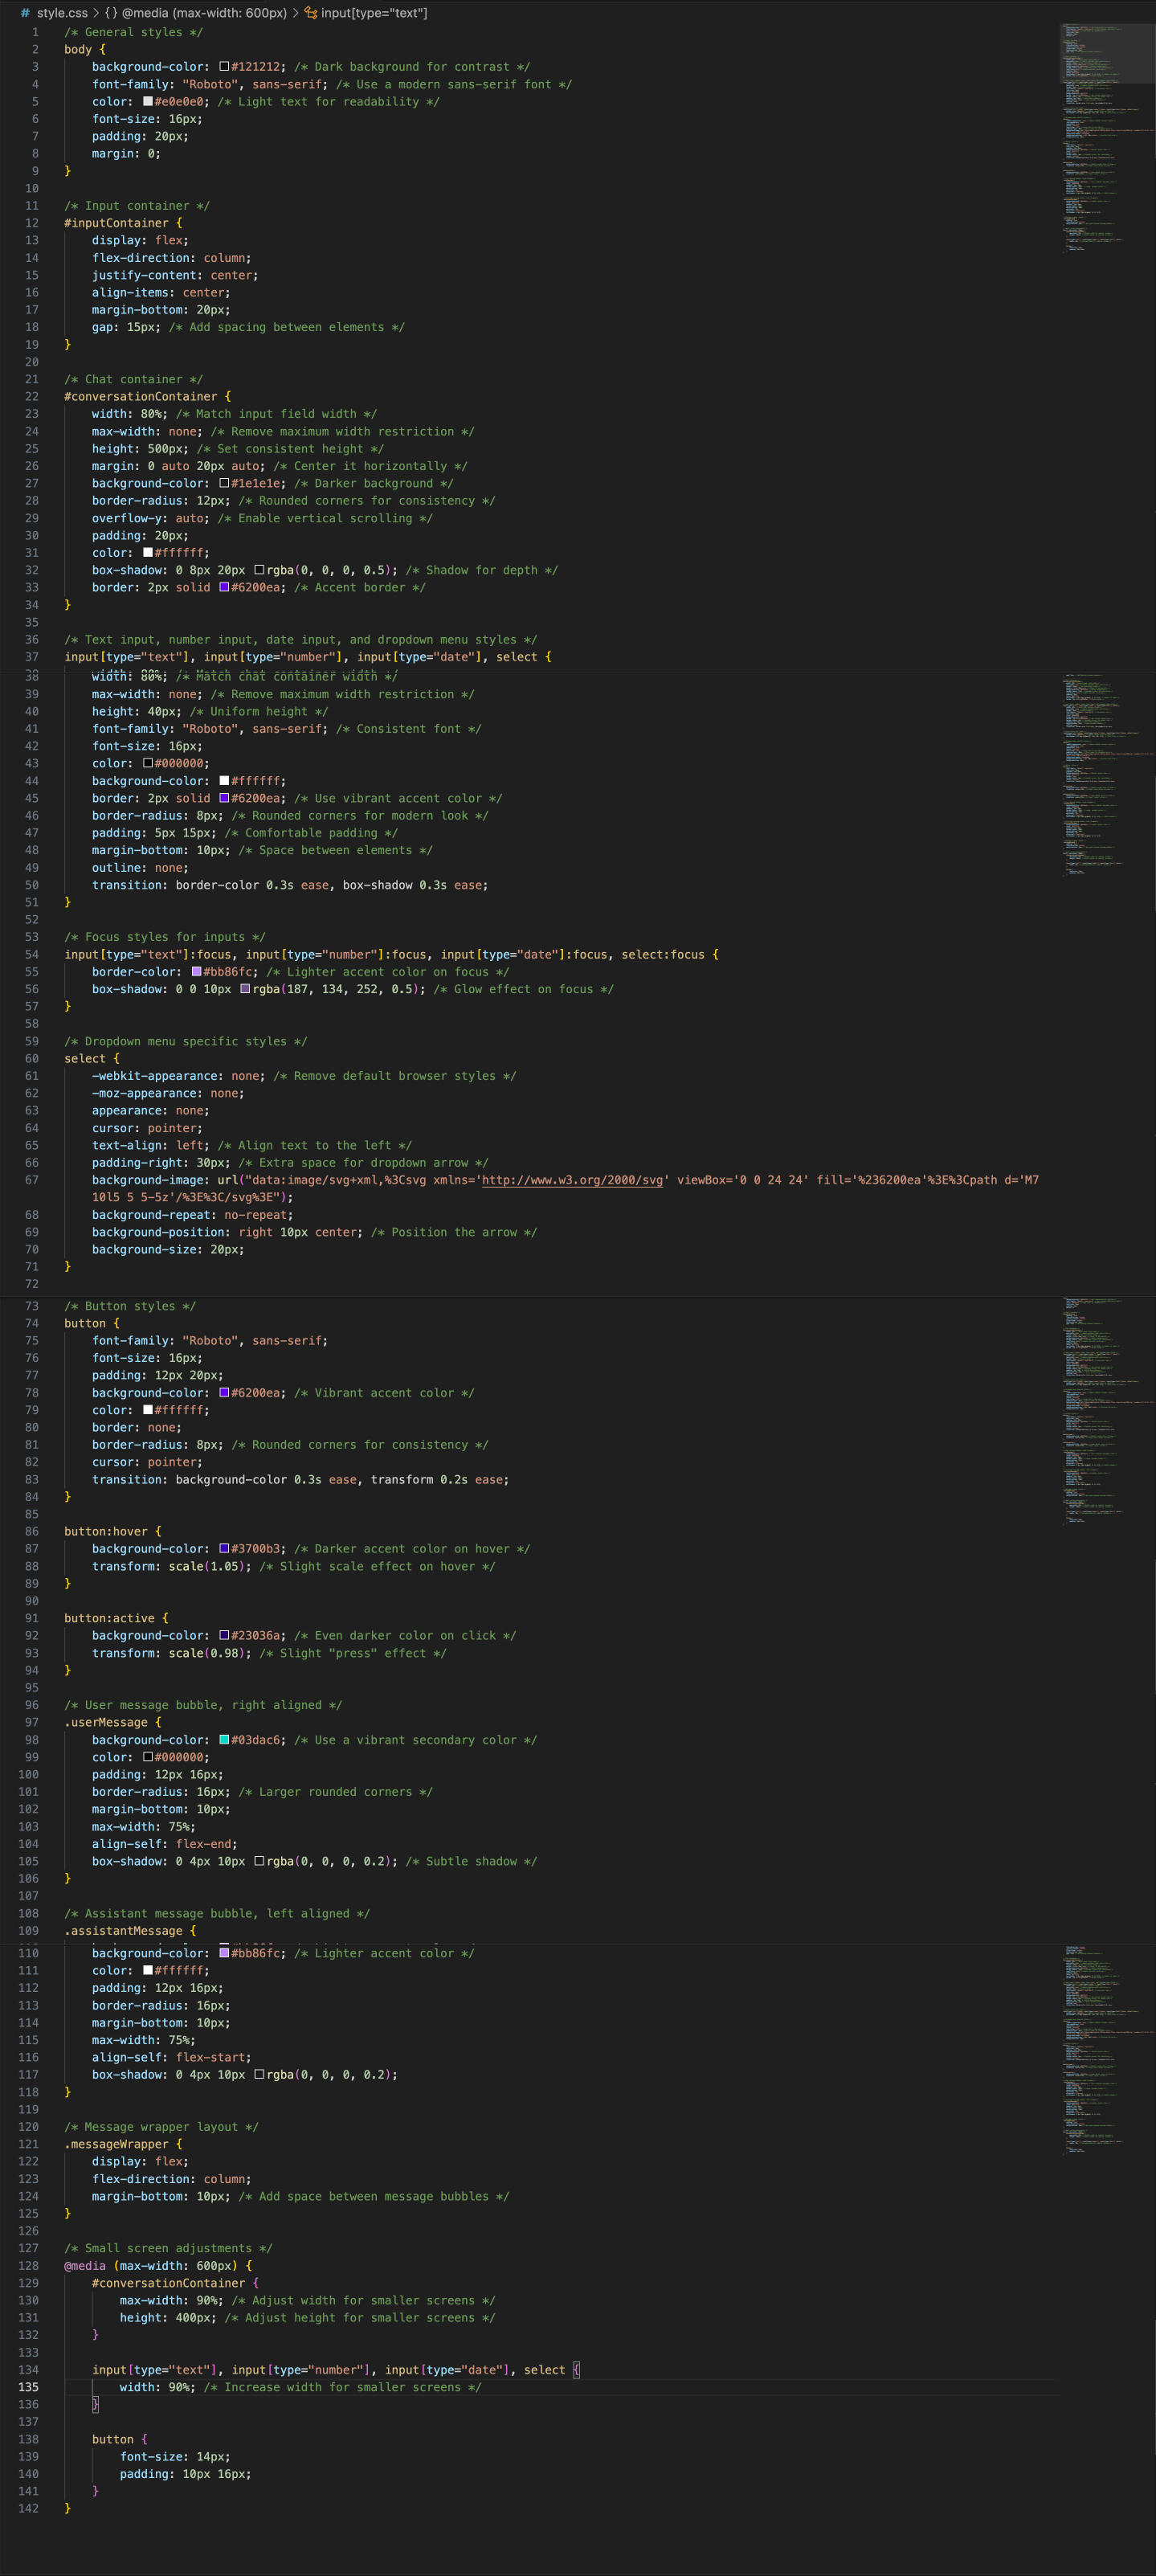 # style.css > {} @media (max-width: 600px) > input[type="text"]
1 /* General styles */
2 body {
3 background-color: #121212; /* Dark background for contrast */
4 font-family: "Roboto", sans-serif; /* Use a modern sans-serif font */
5 color: #e0e0e0; /* Light text for readability */
6 font-size: 16px;
7 padding: 20px;
8 margin: 0;
9 }
10
11 /* Input container */
12 #inputContainer {
13 display: flex;
14 flex-direction: column;
15 justify-content: center;
16 align-items: center;
17 margin-bottom: 20px;
18 gap: 15px; /* Add spacing between elements */
19 }
20
21 /* Chat container */
22 #conversationContainer {
23 width: 80%; /* Match input field width */
24 max-width: none; /* Remove maximum width restriction */
25 height: 500px; /* Set consistent height */
26 margin: 0 auto 20px auto; /* Center it horizontally */
27 background-color: #1e1e1e; /* Darker background */
28 border-radius: 12px; /* Rounded corners for consistency */
29 overflow-y: auto; /* Enable vertical scrolling */
30 padding: 20px;
31 color: #ffffff;
32 box-shadow: 0 8px 20px rgba(0, 0, 0, 0.5); /* Shadow for depth */
33 border: 2px solid #6200ea; /* Accent border */
34 }
35
36 /* Text input, number input, date input, and dropdown menu styles */
37 input[type="text"], input[type="number"], input[type="date"], select {
38 width: 80%; /* Match chat container width */
39 max-width: none; /* Remove maximum width restriction */
40 height: 40px; /* Uniform height */
41 font-family: "Roboto", sans-serif; /* Consistent font */
42 font-size: 16px;
43 color: #000000;
44 background-color: #ffffff;
45 border: 2px solid #6200ea; /* Use vibrant accent color */
46 border-radius: 8px; /* Rounded corners for modern look */
47 padding: 5px 15px; /* Comfortable padding */
48 margin-bottom: 10px; /* Space between elements */
49 outline: none;
50 transition: border-color 0.3s ease, box-shadow 0.3s ease;
51 }
52
53 /* Focus styles for inputs */
54 input[type="text"]:focus, input[type="number"]:focus, input[type="date"]:focus, select:focus {
55 border-color: #bb86fc; /* Lighter accent color on focus */
56 box-shadow: 0 0 10px rgba(187, 134, 252, 0.5); /* Glow effect on focus */
57 }
58
59 /* Dropdown menu specific styles */
60 select {
61 -webkit-appearance: none; /* Remove default browser styles */
62 -moz-appearance: none;
63 appearance: none;
64 cursor: pointer;
65 text-align: left; /* Align text to the left */
66 padding-right: 30px; /* Extra space for dropdown arrow */
67 background-image: url("data:image/svg+xml,%3Csvg xmlns='http://www.w3.org/2000/svg' viewBox='0 0 24 24' fill='%236200ea'%3E%3Cpath d='M7
10l5 5 5-5z'/%3E%3C/svg%3E");
68 background-repeat: no-repeat;
69 background-position: right 10px center; /* Position the arrow */
70 background-size: 20px;
71 }
72
73 /* Button styles */
74 button {
75 font-family: "Roboto", sans-serif;
76 font-size: 16px;
77 padding: 12px 20px;
78 background-color: #6200ea; /* Vibrant accent color */
79 color: #ffffff;
80 border: none;
81 border-radius: 8px; /* Rounded corners for consistency */
82 cursor: pointer;
83 transition: background-color 0.3s ease, transform 0.2s ease;
84 }
85
86 button:hover {
87 background-color: #3700b3; /* Darker accent color on hover */
88 transform: scale(1.05); /* Slight scale effect on hover */
89 }
90
91 button:active {
92 background-color: #23036a; /* Even darker color on click */
93 transform: scale(0.98); /* Slight "press" effect */
94 }
95
96 /* User message bubble, right aligned */
97 .userMessage {
98 background-color: #03dac6; /* Use a vibrant secondary color */
99 color: #000000;
100 padding: 12px 16px;
101 border-radius: 16px; /* Larger rounded corners */
102 margin-bottom: 10px;
103 max-width: 75%;
104 align-self: flex-end;
105 box-shadow: 0 4px 10px rgba(0, 0, 0, 0.2); /* Subtle shadow */
106 }
107
108 /* Assistant message bubble, left aligned */
109 .assistantMessage {
110 background-color: #bb86fc; /* Lighter accent color */
111 color: #ffffff;
112 padding: 12px 16px;
113 border-radius: 16px;
114 margin-bottom: 10px;
115 max-width: 75%;
116 align-self: flex-start;
117 box-shadow: 0 4px 10px rgba(0, 0, 0, 0.2);
118 }
119
120 /* Message wrapper layout */
121 .messageWrapper {
122 display: flex;
123 flex-direction: column;
124 margin-bottom: 10px; /* Add space between message bubbles */
125 }
126
127 /* Small screen adjustments */
128 @media (max-width: 600px) {
129 #conversationContainer {
130 max-width: 90%; /* Adjust width for smaller screens */
131 height: 400px; /* Adjust height for smaller screens */
132 }
133
134 input[type="text"], input[type="number"], input[type="date"], select {
135 width: 90%; /* Increase width for smaller screens */
136 }
137
138 button {
139 font-size: 14px;
140 padding: 10px 16px;
141 }
142 }